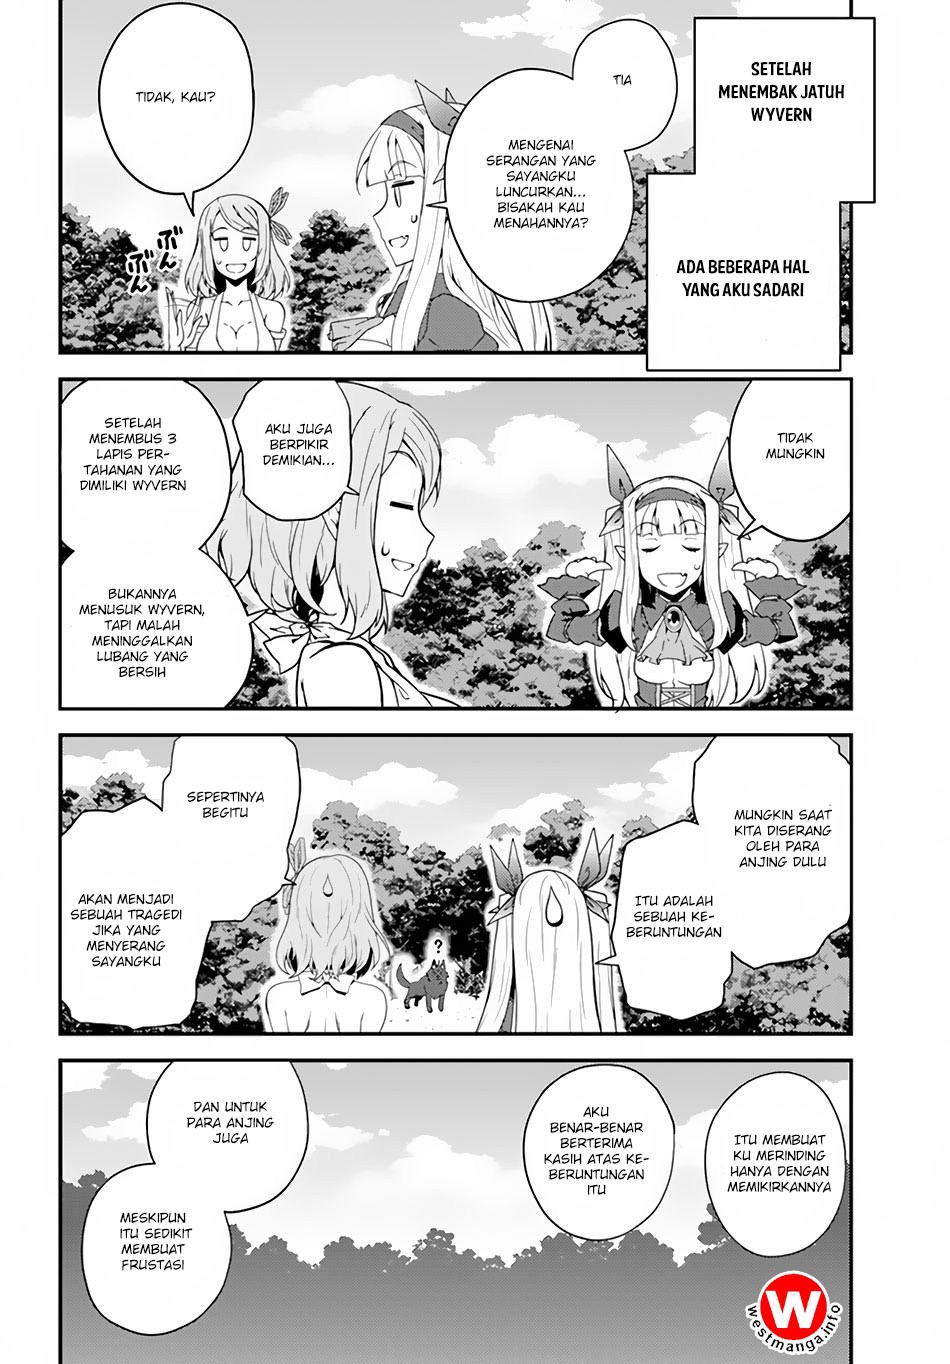 SETELAH
MENEMBAK JATUH
WYVERN
ADA BEBERAPA HAL
YANG AKU SADARI
TIA
MENGENAI
SERANGAN YANG
SAYANGKU
LUNCURKAN...
BISAKAH KAU
MENAHANNYA?
TIDAK, KAU?
ぶん
ぶん
TIDAK
MUNGKIN
AKU JUGA
BERPIKIR
DEMIKIAN...
SETELAH
MENEMBUS 3
LAPIS PER-
TAHANAN YANG
DIMILIKI WYVERN
BUKANNYA
MENUSUK WYVERN,
TAPI MALAH
MENINGGALKAN
LUBANG YANG
BERSIH
MUNGKIN SAAT
KITA DISERANG
OLEH PARA
ANJING DULU
ITU ADALAH
SEBUAH KE-
BERUNTUNGAN
?
SEPERTINYA
BEGITU
AKAN MENJADI
SEBUAH TRAGEDI
JIKA YANG
MENYERANG
SAYANGKU
ITU MEMBUAT
KU MERINDING
HANYA DENGAN
MEMIKIRKANNYA
AKU
BENAR-BENAR
BERTERIMA
KASIH ATAS KE-
BERUNTUNGAN
ITU
DAN UNTUK
PARA ANJING
JUGA
MESKIPUN
ITU SEDIKIT
MEMBUAT
FRUSTASI
W
westmanga.info